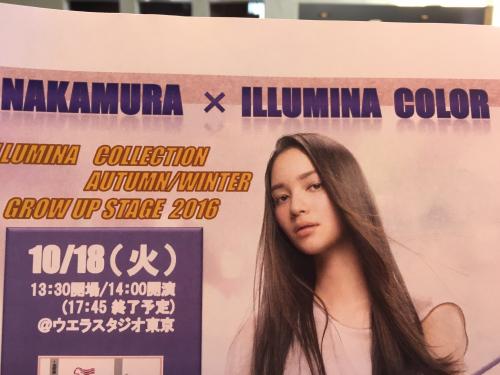 NAKAMURA × ILLUMINA COLOR
ILLUMINA COLLECTION
AUTUMN/WINTER
GROW UP STAGE 2016
10/18(火)
13:30開場/14:00開演
(17:45 終了予定)
@ウエラスタジオ東京